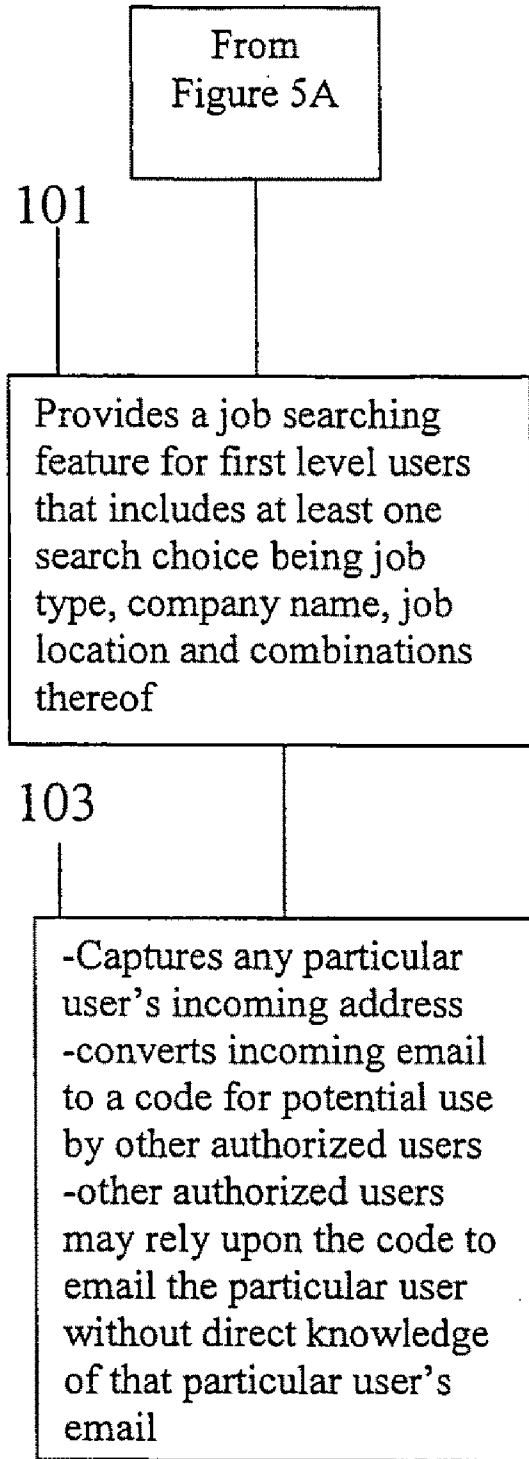 From
Figure 5A
101
Provides a job searching
feature for first level users
that includes at least one
search choice being job
type, company name, job
location and combinations
thereof
103
-Captures any particular
user's incoming address
-converts incoming email
to a code for potential use
by other authorized users
-other authorized users
may rely upon the code to
email the particular user
without direct knowledge
of that particular user's
email